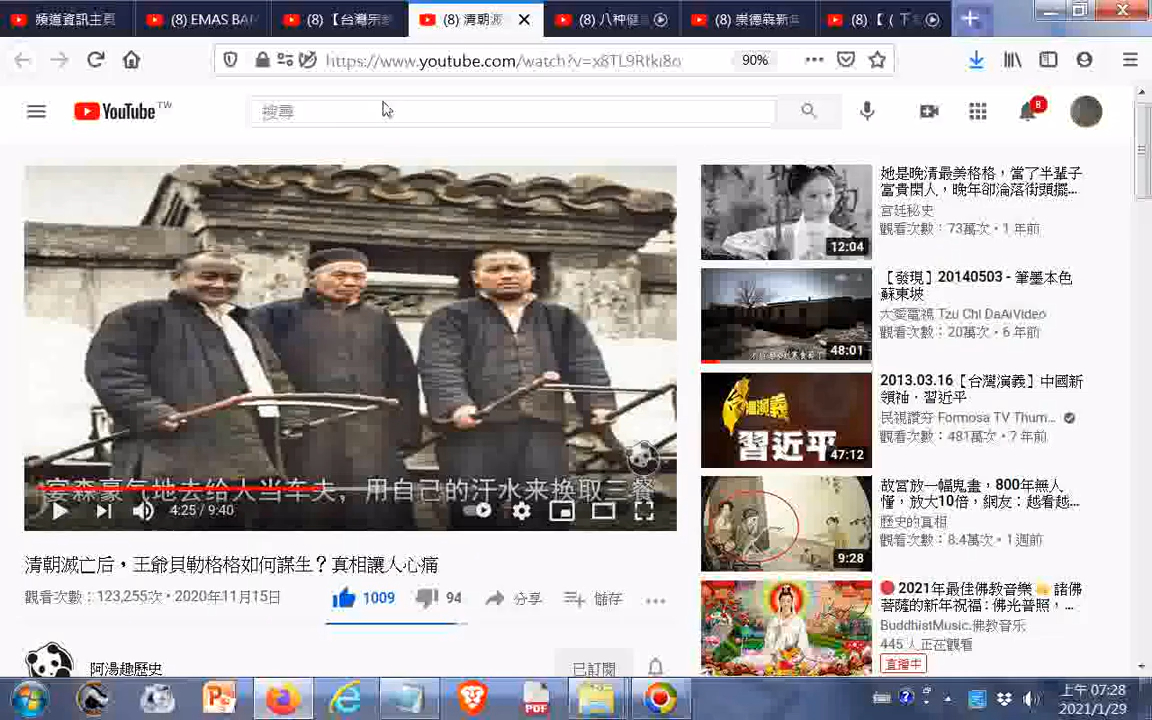 頻道資訊主頁
(8) EMAS BAN
(8)【台灣宗
(8) 清朝滅
(8) 八种
(8) 崇德
(8)【(下
https://www.youtube.com/watch?v=x8TL9Rtki8o
90%
YouTube TW
搜尋
8
宴森豪气地去给人当车夫，用自己的汗水来换取三餐
4:25 / 9:40
清朝滅亡后，王爺貝勒格格如何謀生？真相讓人心痛
觀看次數：123,255次・2020年11月15日
1009
94
分享
儲存
阿湯趣歷史
已訂閱
12:04
她是晚清最美格格，當了半輩子
富貴閑人，晚年卻淪落街頭擺...
宮廷秘史
觀看次數：73萬次・1 年前
48:01
【發現】20140503 - 筆墨本色
蘇東坡
大愛電視 Tzu Chi DaAiVideo
觀看次數：20萬次・6 年前
習近平
47:12
2013.03.16【台灣演義】中國新
領袖．習近平
民視讚夯 Formosa TV Thum...
觀看次數：481萬次・7 年前
9:28
故宮放一幅鬼畫，800年無人
懂，放大10倍，網友：越看越...
歷史的真相
觀看次數：8.4萬次・1 週前
2021年最佳佛教音樂 諸佛
菩薩的新年祝福：佛光普照，...
BuddhistMusic.佛教音乐
445 人正在觀看
直播中
PDF
上午 07:28
2021/1/29